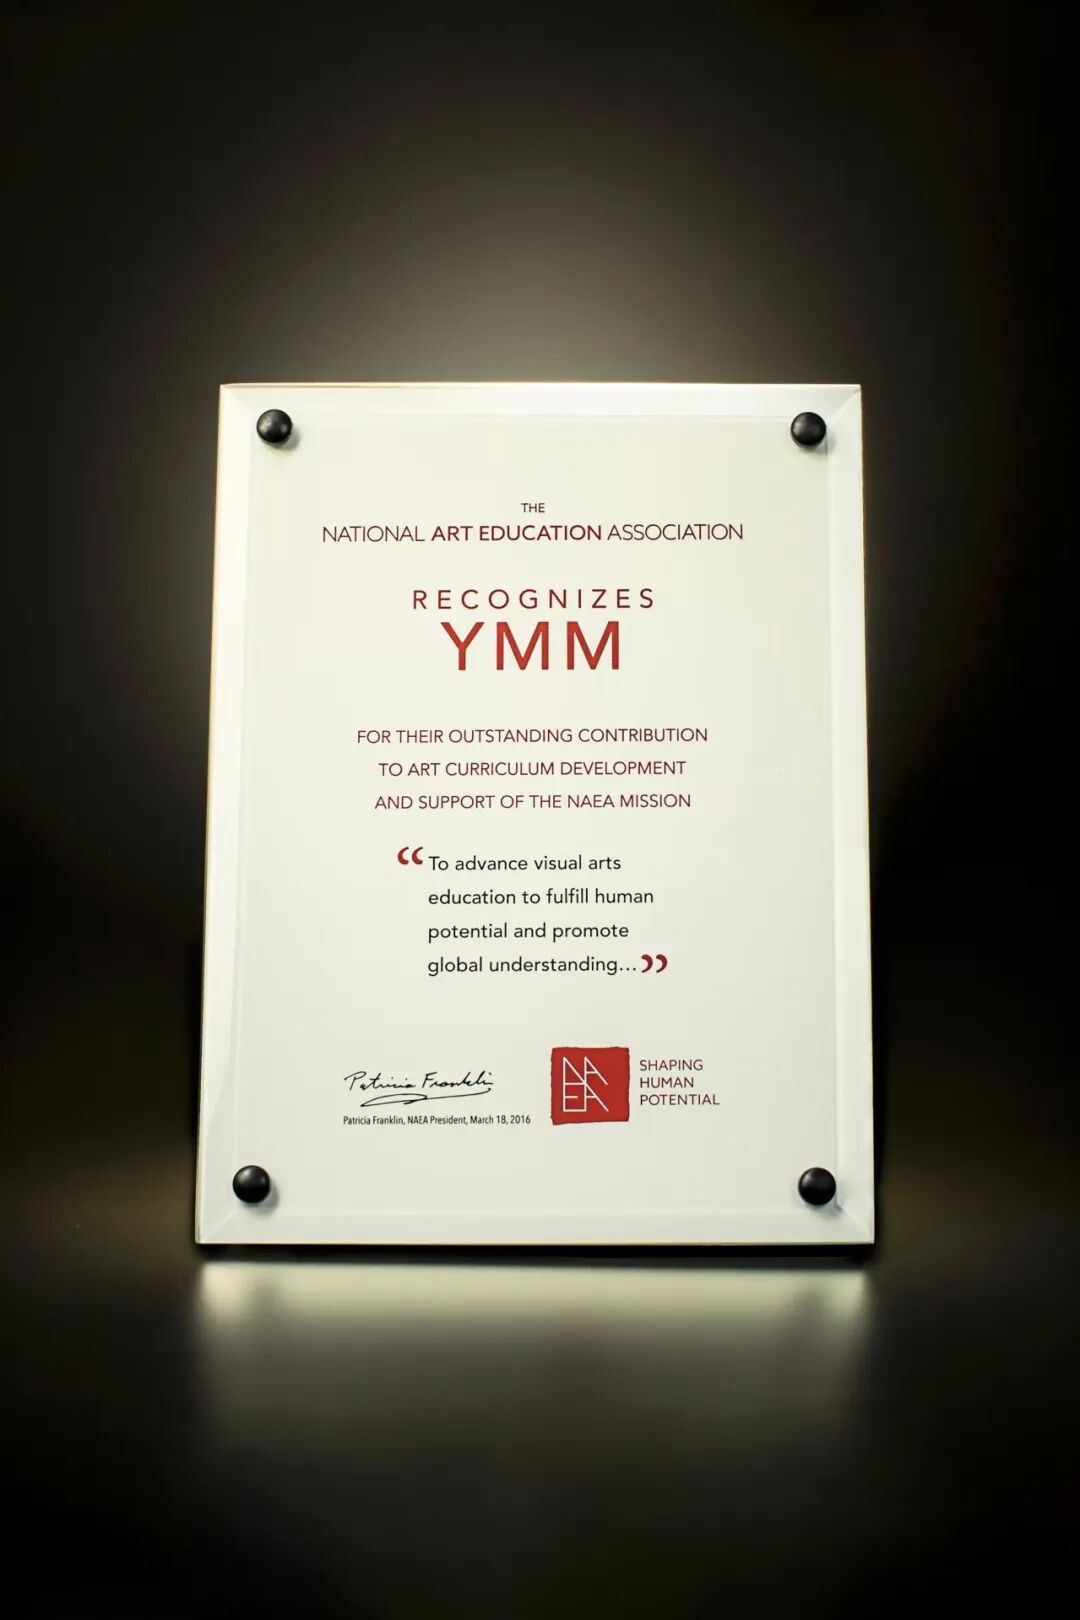 THE
NATIONAL ART EDUCATION ASSOCIATION
RECOGNIZES
YMM
FOR THEIR OUTSTANDING CONTRIBUTION
TO ART CURRICULUM DEVELOPMENT
AND SUPPORT OF THE NAEA MISSION
“To advance visual arts
education to fulfill human
potential and promote
global understanding...”
Patricia Franklin
Patricia Franklin, NAEA President, March 18, 2016
NA
EA
SHAPING
HUMAN
POTENTIAL